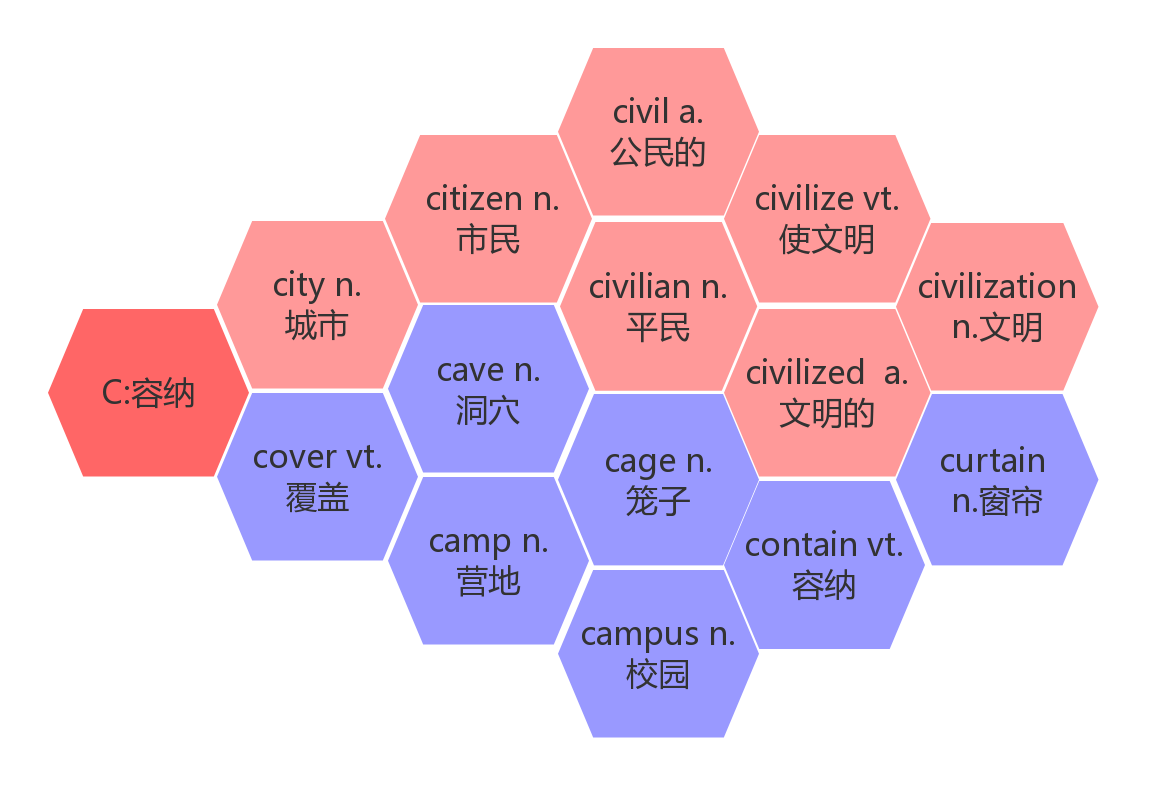 civil a.
公民的
citizen n.
市民
civilize vt.
使文明
city n.
城市
civilian n.
平民
civilization
n.文明
C:容纳
cave n.
洞穴
civilized  a.
文明的
cover vt.
覆盖
cage n.
笼子
curtain
n.窗帘
camp n.
营地
contain vt.
容纳
campus n.
校园